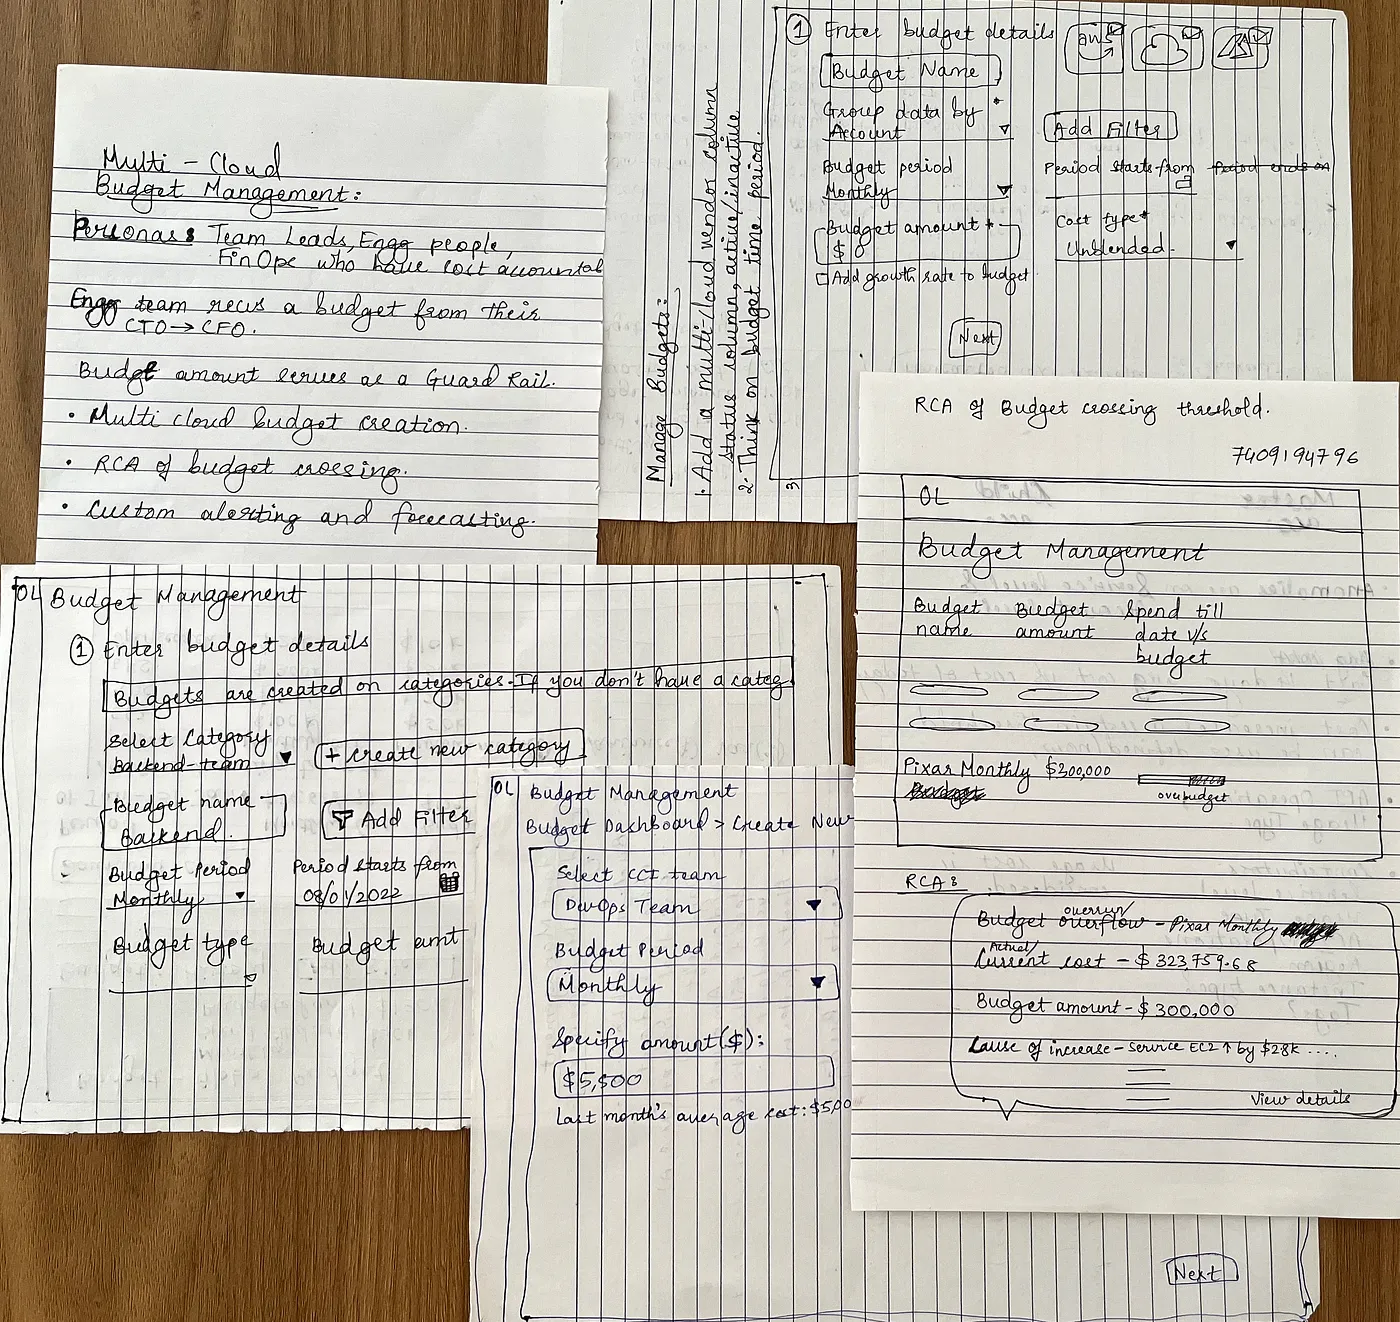 Multi - Cloud
Budget Management:
Personas: Team Leads, Engg people,
FinOps who have cost accountab
Engg team recvs a budget from their
CTO → CFO.
Budget amount serves as a Guard Rail.
• Multi cloud budget creation.
• RCA of budget crossing.
• Custom alerting and forecasting.
Manage Budgets:
1. Add a multi-cloud vendor column
status column, active/inactive
2. Think on budget time period.
3
1 Enter budget details
aws
Budget Name
Group data by *
Account
Add Filter
Budget period
Monthly
Period starts from Period ends on
Budget amount *
$ 0
Cost type*
Unblended
Add growth rate to budget
Next
RCA of Budget crossing threshold.
7409194796
OL
Budget Management
Budget name
Budget amount
Spend till date v/s budget
Pixar Monthly $300,000
overbudget
RCA:
Budget overflow - Pixar Monthly
overrun/
Actual/
Current cost - $323,759.68
Budget amount - $300,000
Cause of increase - Service EC2 ↑ by $28k ....
View details
OL Budget Management
1 Enter budget details
Budgets are created on categories. If you don't have a categ
Select Category
Backend-team
+ Create new category
Budget name
Backend.
Add Filter
Budget Period
Monthly
Period starts from
08/01/2022
Budget type
Budget amt
OL Budget Management
Budget Dashboard > Create New
Select CCT team
DevOps Team
Budget Period
Monthly
Specify amount($):
$5,500
Last month's average cost: $5,00
Next